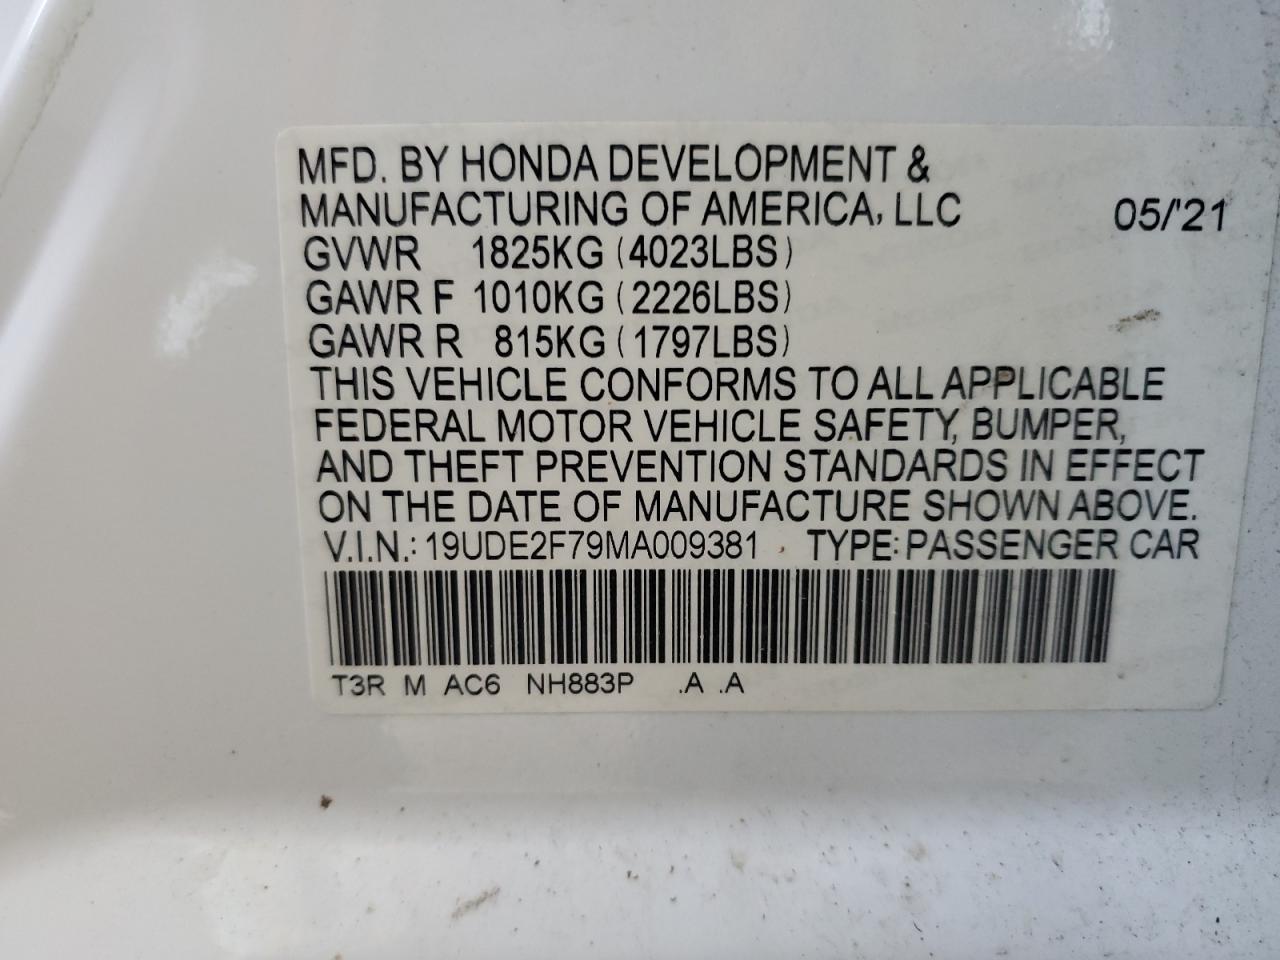 MFD. BY HONDA DEVELOPMENT &
MANUFACTURING OF AMERICA, LLC 05/'21
GVWR 1825KG (4023LBS)
GAWR F 1010KG (2226LBS)
GAWR R 815KG (1797LBS)
THIS VEHICLE CONFORMS TO ALL APPLICABLE
FEDERAL MOTOR VEHICLE SAFETY, BUMPER,
AND THEFT PREVENTION STANDARDS IN EFFECT
ON THE DATE OF MANUFACTURE SHOWN ABOVE.
V.I.N.: 19UDE2F79MA009381 TYPE: PASSENGER CAR
T3R M AC6 NH883P .A .A